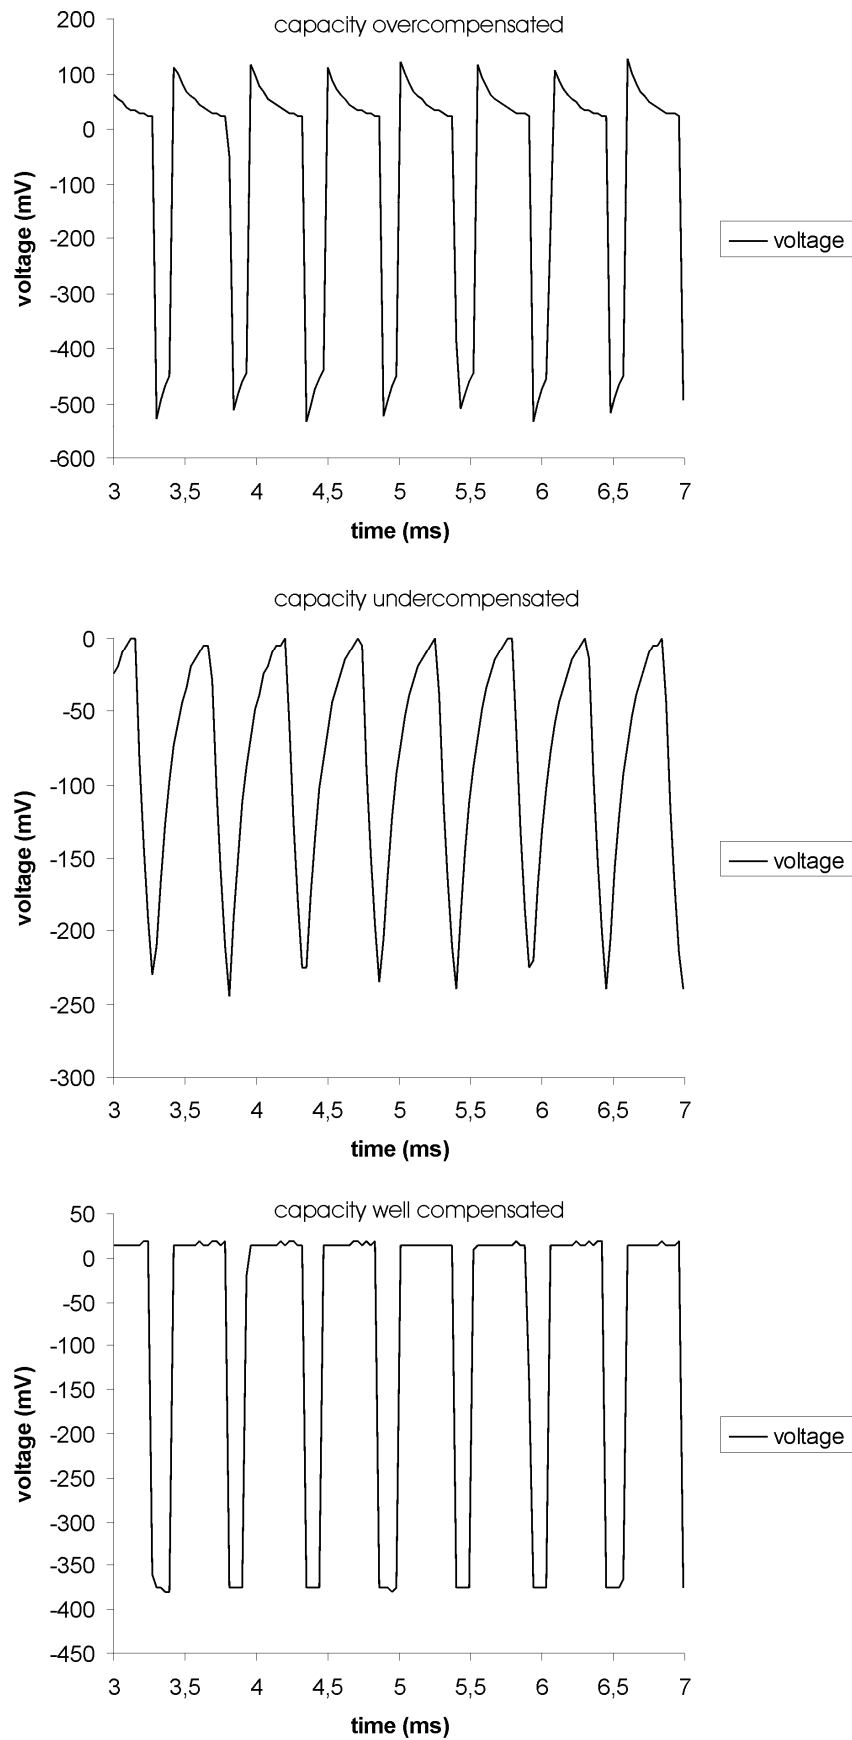 capacity overcompensated
200
100
0
-100
-200
-300
-400
-500
-600
voltage (mV)
voltage
3 3,5 4 4,5 5 5,5 6 6,5 7
time (ms)
capacity undercompensated
0
-50
-100
-150
-200
-250
-300
voltage (mV)
voltage
3 3,5 4 4,5 5 5,5 6 6,5 7
time (ms)
capacity well compensated
50
0
-50
-100
-150
-200
-250
-300
-350
-400
-450
voltage (mV)
voltage
3 3,5 4 4,5 5 5,5 6 6,5 7
time (ms)